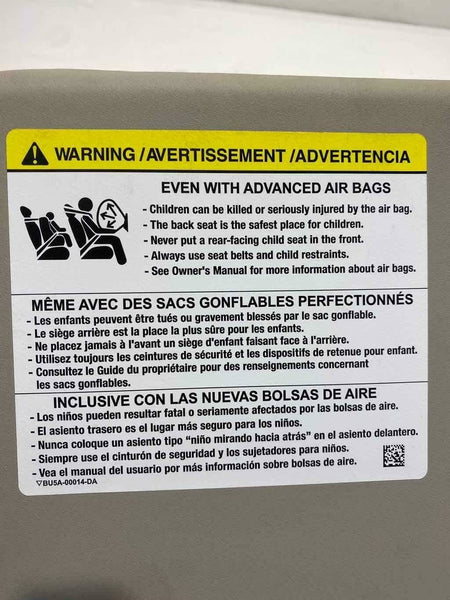 WARNING /AVERTISSEMENT /ADVERTENCIA
EVEN WITH ADVANCED AIR BAGS
- Children can be killed or seriously injured by the air bag.
- The back seat is the safest place for children.
- Never put a rear-facing child seat in the front.
- Always use seat belts and child restraints.
- See Owner's Manual for more information about air bags.
MÊME AVEC DES SACS GONFLABLES PERFECTIONNÉS
- Les enfants peuvent être tués ou gravement blessés par le sac gonflable.
- Le siège arrière est la place la plus sûre pour les enfants.
- Ne placez jamais à l'avant un siège d'enfant faisant face à l'arrière.
- Utilisez toujours les ceintures de sécurité et les dispositifs de retenue pour enfant.
- Consultez le Guide du propriétaire pour des renseignements concernant
les sacs gonflables.
INCLUSIVE CON LAS NUEVAS BOLSAS DE AIRE
- Los niños pueden resultar fatal o seriamente afectados por las bolsas de aire.
- El asiento trasero es el lugar más seguro para los niños.
- Nunca coloque un asiento tipo "niño mirando hacia atrás" en el asiento delantero.
- Siempre use el cinturón de seguridad y los sujetadores para niños.
- Vea el manual del usuario por más información sobre bolsas de aire.
▽BU5A-00014-DA